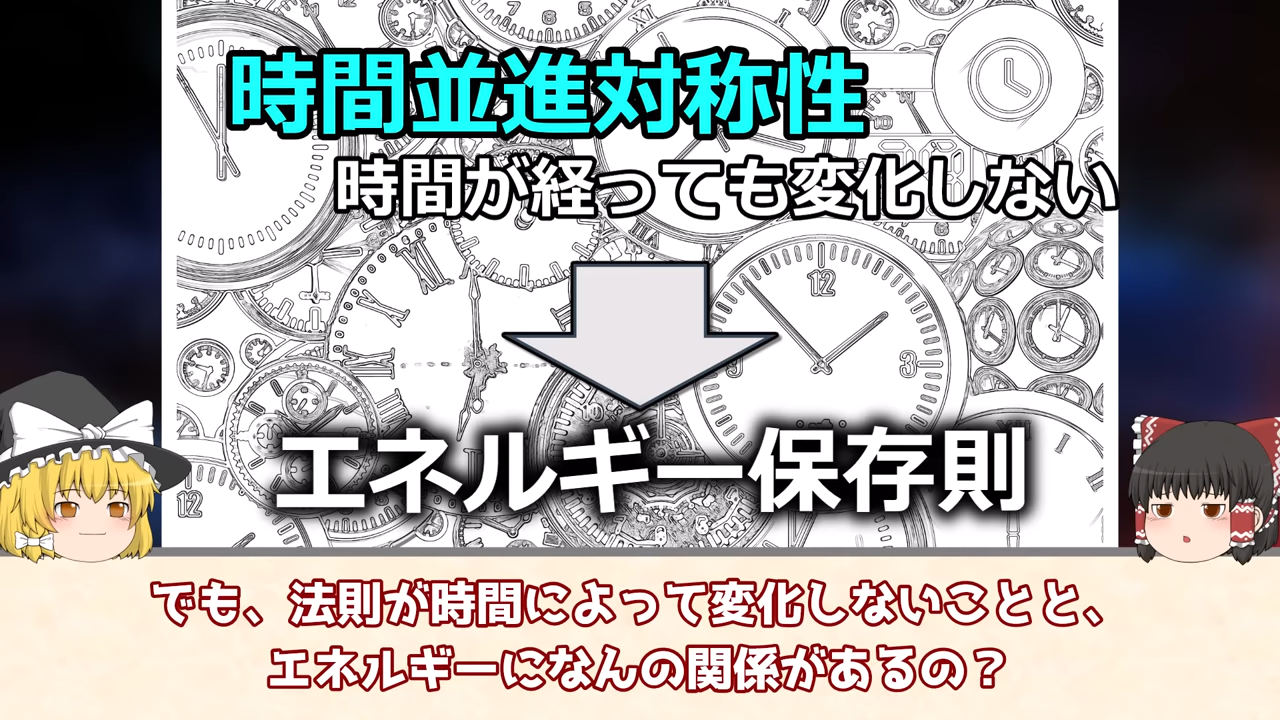 時間並進対称性
時間が経っても変化しない
エネルギー保存則
でも、法則が時間によって変化しないことと、
エネルギーになんの関係があるの？